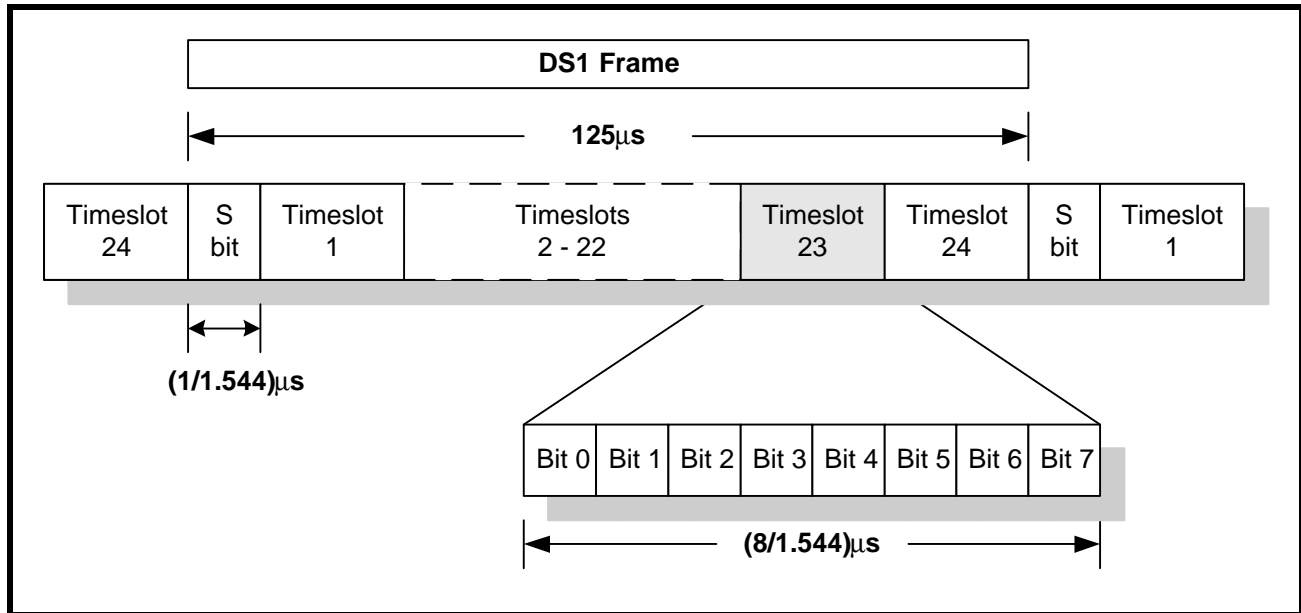 DS1 Frame
125μs
Timeslot
24
S
bit
Timeslot
1
Timeslots
2 - 22
Timeslot
23
Timeslot
24
S
bit
Timeslot
1
(1/1.544)μs
Bit 0 Bit 1 Bit 2 Bit 3 Bit 4 Bit 5 Bit 6 Bit 7
(8/1.544)μs